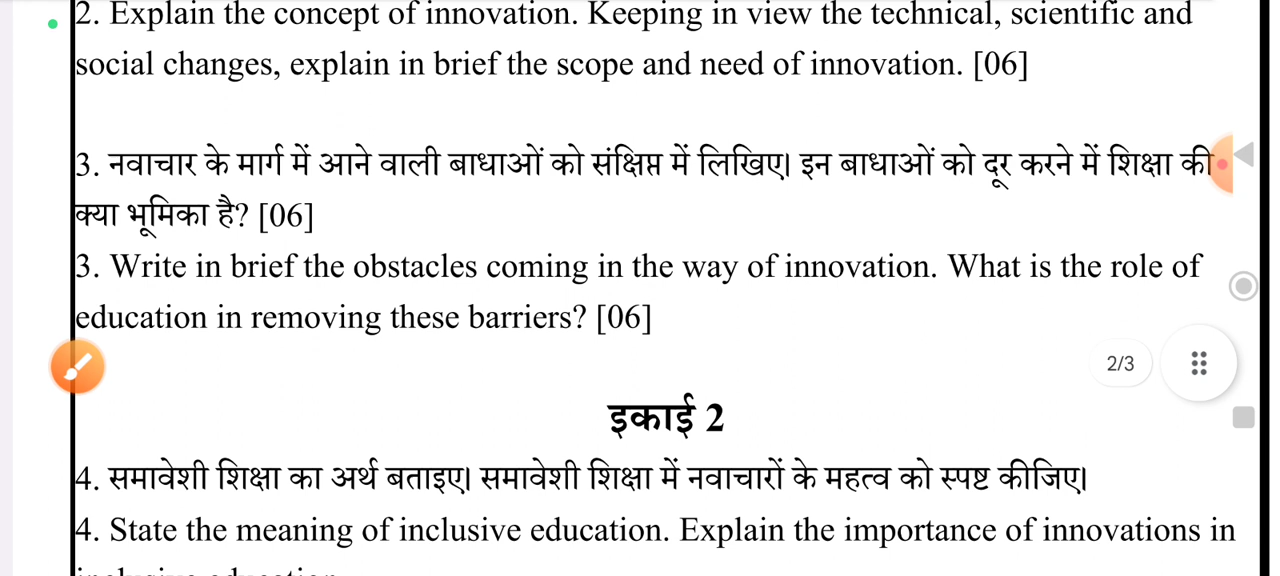 2. Explain the concept of innovation. Keeping in view the technical, scientific and
social changes, explain in brief the scope and need of innovation. [06]
3. नवाचार के मार्ग में आने वाली बाधाओं को संक्षिप्त में लिखिए। इन बाधाओं को दूर करने में शिक्षा की
क्या भूमिका है? [06]
3. Write in brief the obstacles coming in the way of innovation. What is the role of
education in removing these barriers? [06]
2/3
इकाई 2
4. समावेशी शिक्षा का अर्थ बताइए। समावेशी शिक्षा में नवाचारों के महत्व को स्पष्ट कीजिए।
4. State the meaning of inclusive education. Explain the importance of innovations in